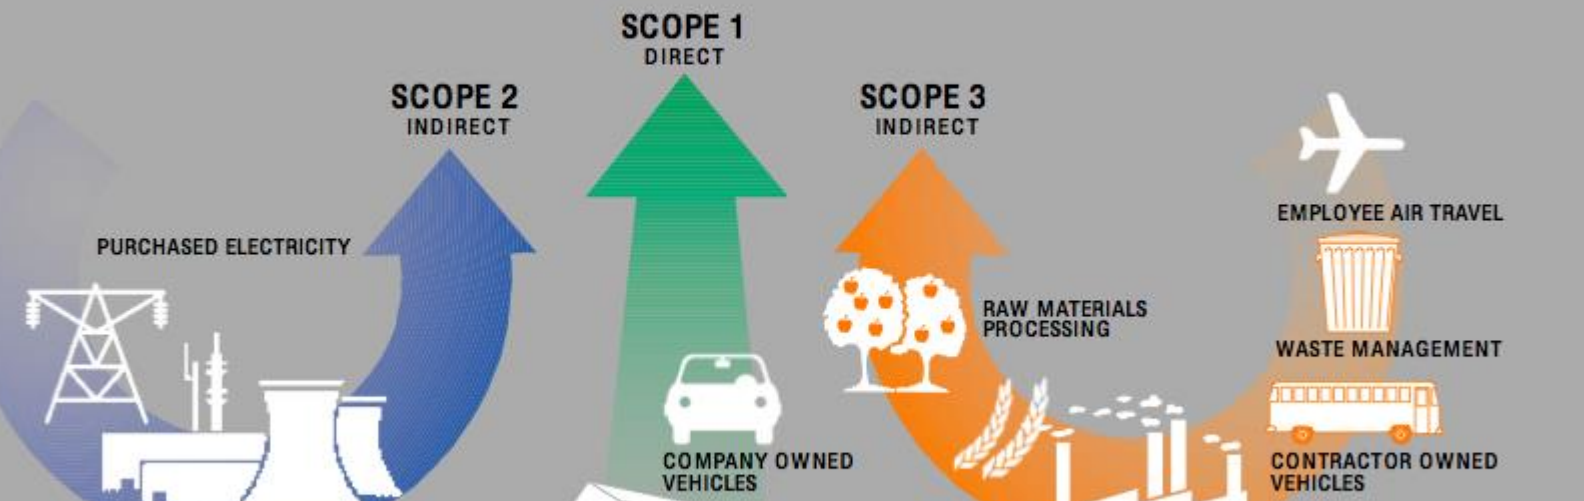 SCOPE 1
DIRECT
SCOPE 2
INDIRECT
SCOPE 3
INDIRECT
PURCHASED ELECTRICITY
EMPLOYEE AIR TRAVEL
RAW MATERIALS
PROCESSING
WASTE MANAGEMENT
COMPANY OWNED
VEHICLES
CONTRACTOR OWNED
VEHICLES